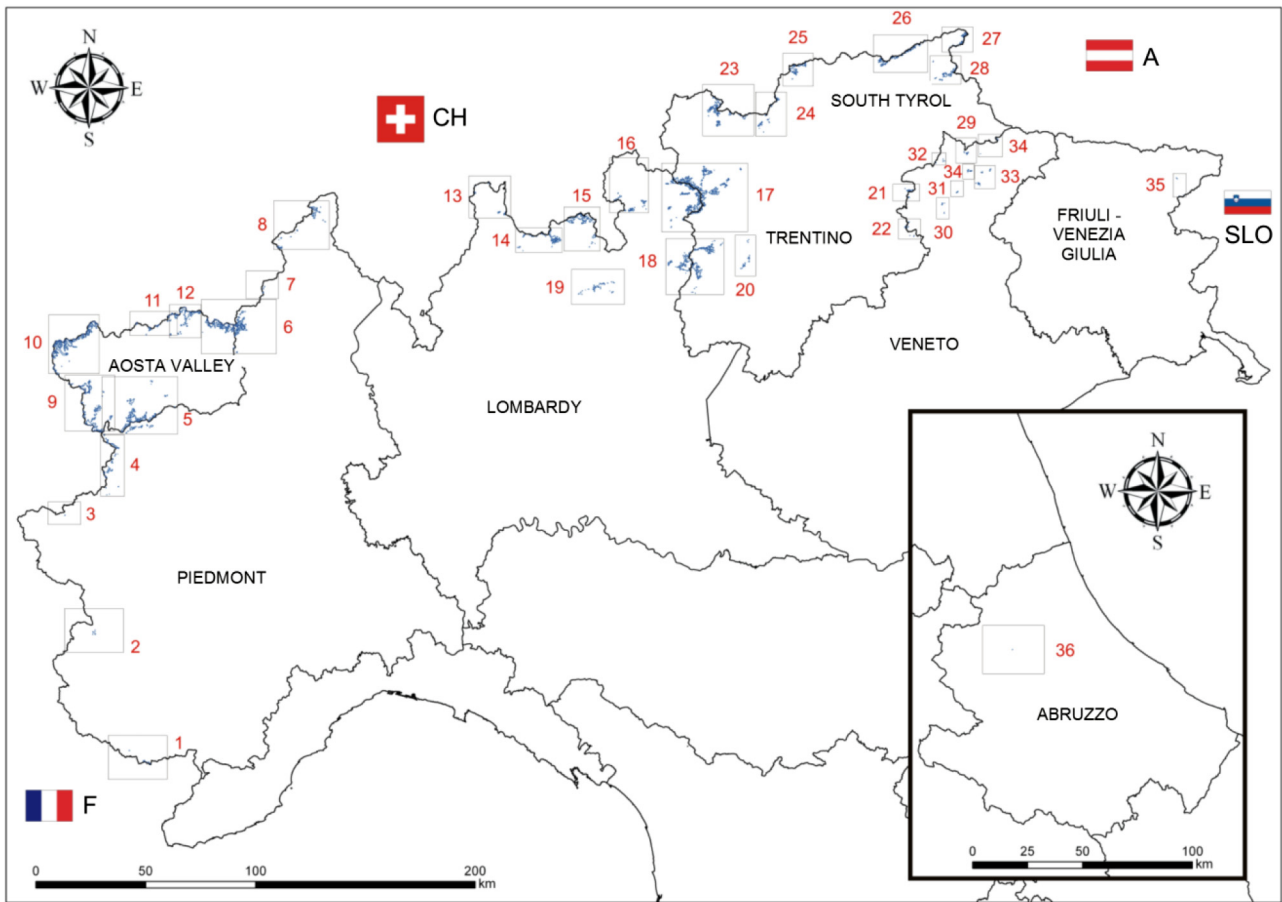 N
W E
S
CH
A
SLO
F
26
27
25
28
23
SOUTH TYROL
24
29
34
32
16
34
33
35
13
17
21
31
15
30
8
14
22
TRENTINO
FRIULI -
VENEZIA
GIULIA
18
20
7
19
11
12
10
6
AOSTA VALLEY
VENETO
9
5
LOMBARDY
4
3
PIEDMONT
2
1
0 50 100 200
km
N
W E
S
36
ABRUZZO
0 25 50 100
km